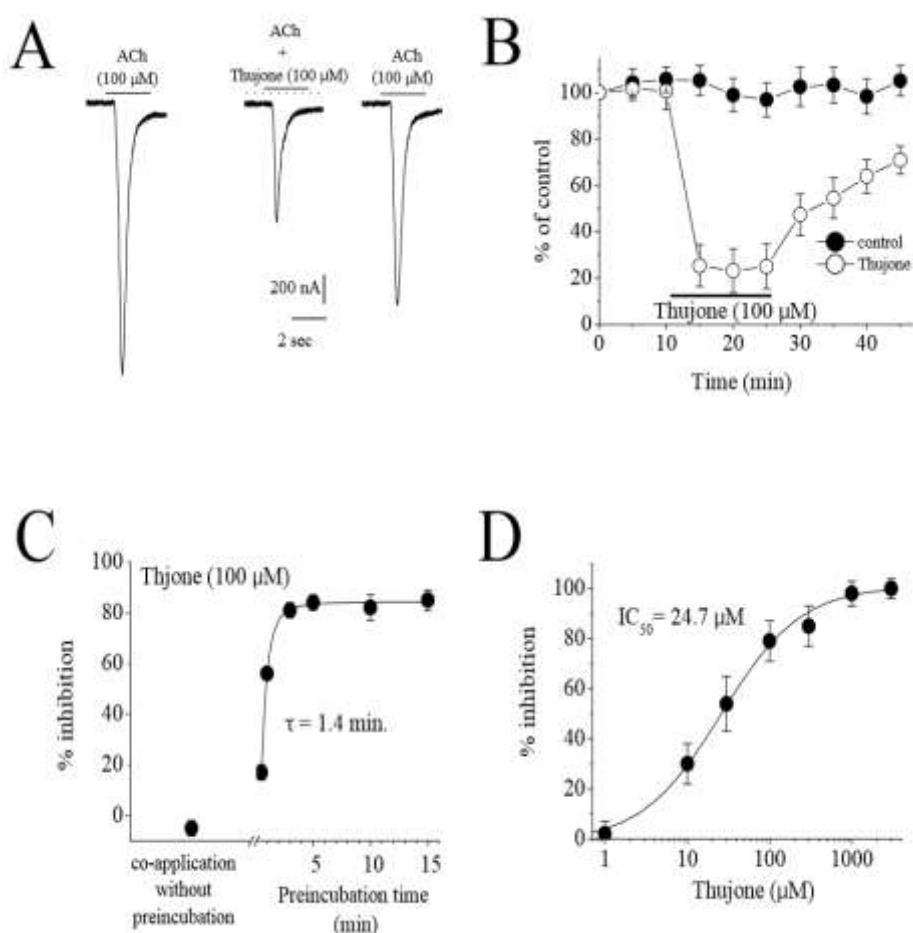 A
ACh
(100 µM)
ACh
+
Thujone (100 µM)
ACh
(100 µM)
200 nA
2 sec
B
% of control
100
80
60
40
20
0
control
Thujone
Thujone (100 µM)
0 10 20 30 40
Time (min)
C
% inhibition
100
80
60
40
20
0
Thjone (100 µM)
τ = 1.4 min.
co-application
without
preincubation
5 10 15
Preincubation time
(min)
D
% inhibition
100
80
60
40
20
0
IC50= 24.7 µM
1 10 100 1000
Thujone (µM)